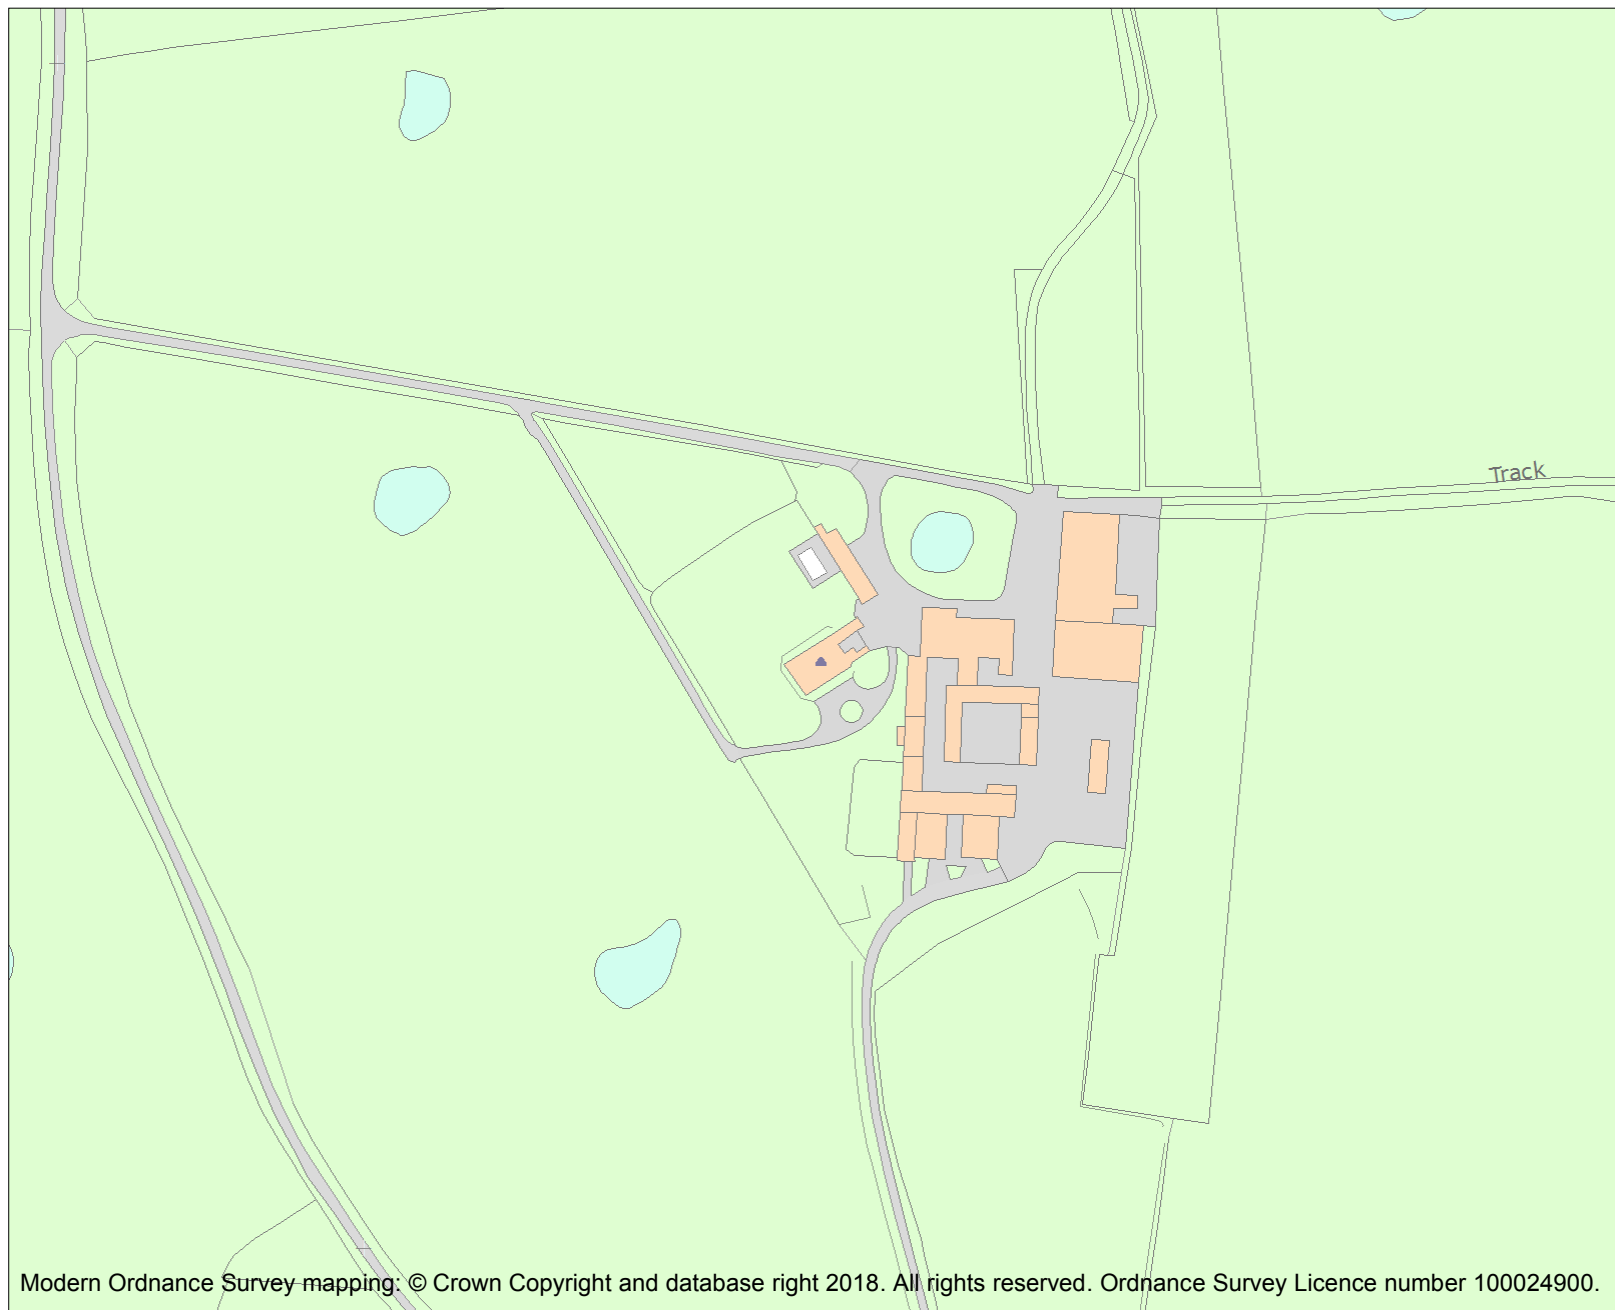 Track
Modern Ordnance Survey mapping: © Crown Copyright and database right 2018. All rights reserved. Ordnance Survey Licence number 100024900.